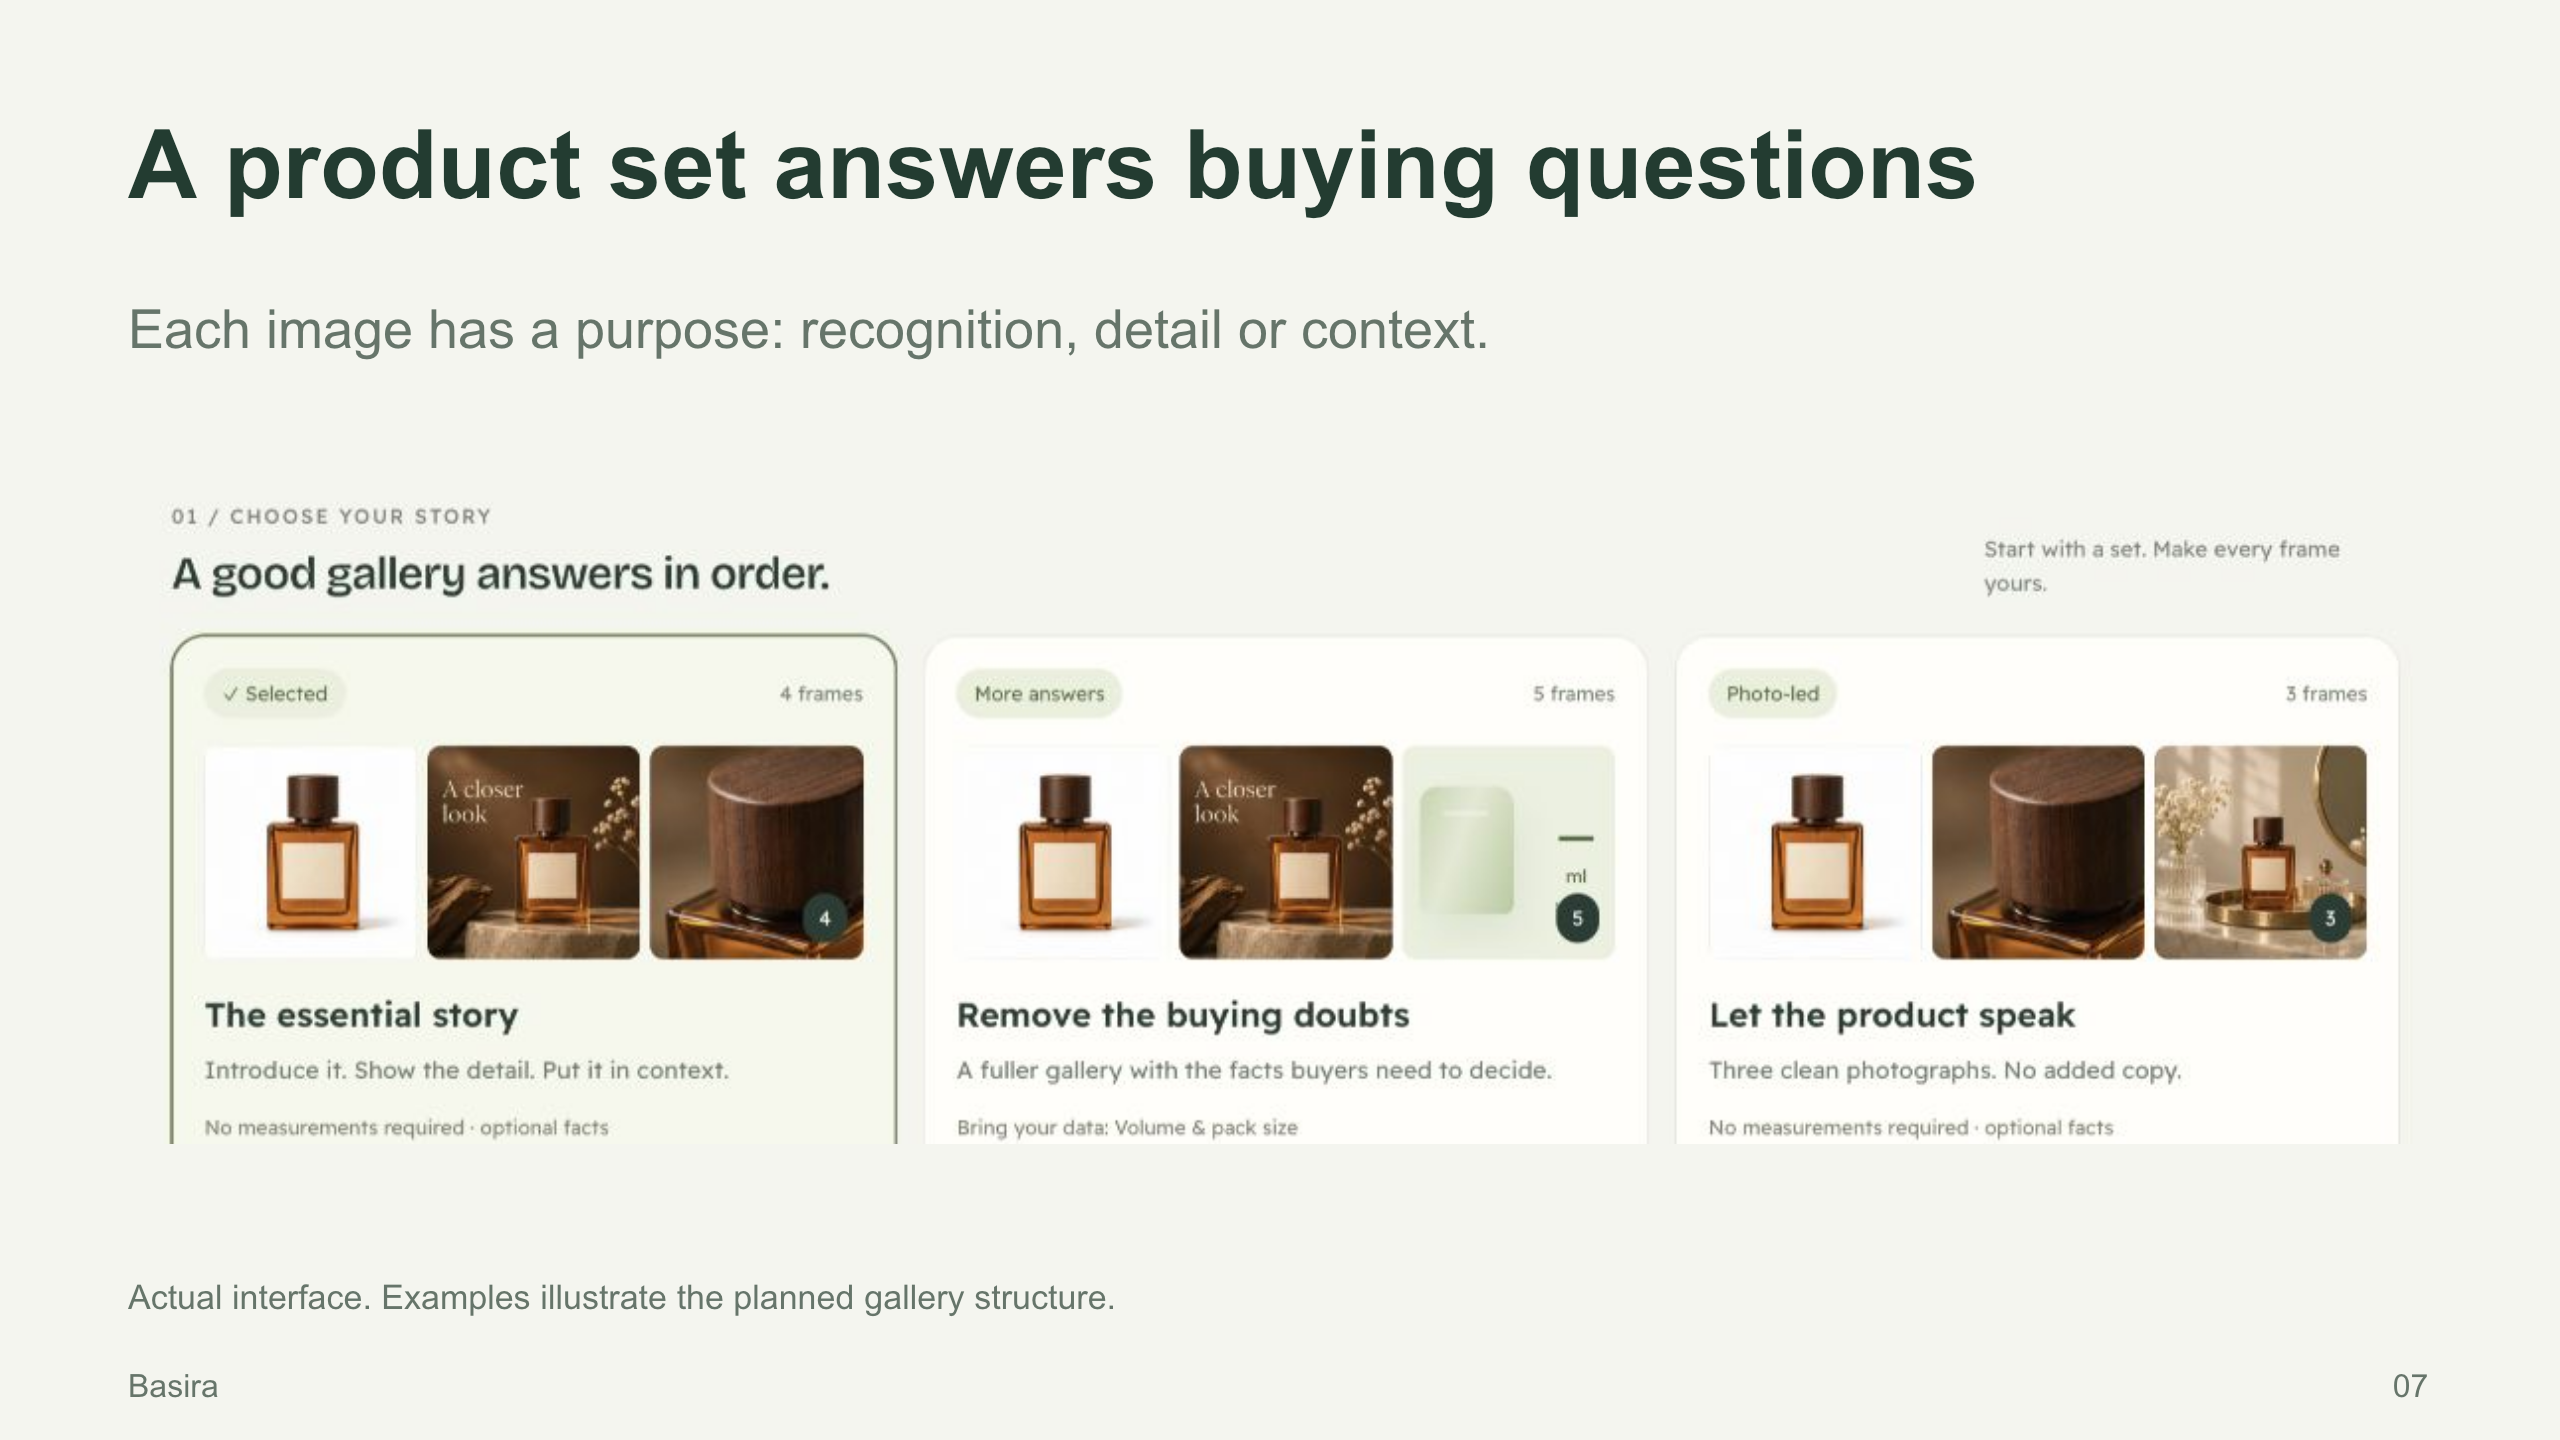 A product set answers buying questions
Each image has a purpose: recognition, detail or context.
01 / CHOOSE YOUR STORY
A good gallery answers in order.
Start with a set. Make every frame
yours.
✓ Selected
4 frames
A closer
look
4
The essential story
Introduce it. Show the detail. Put it in context.
No measurements required · optional facts
More answers
5 frames
A closer
look
ml
5
Remove the buying doubts
A fuller gallery with the facts buyers need to decide.
Bring your data: Volume & pack size
Photo-led
3 frames
3
Let the product speak
Three clean photographs. No added copy.
No measurements required · optional facts
Actual interface. Examples illustrate the planned gallery structure.
Basira
07